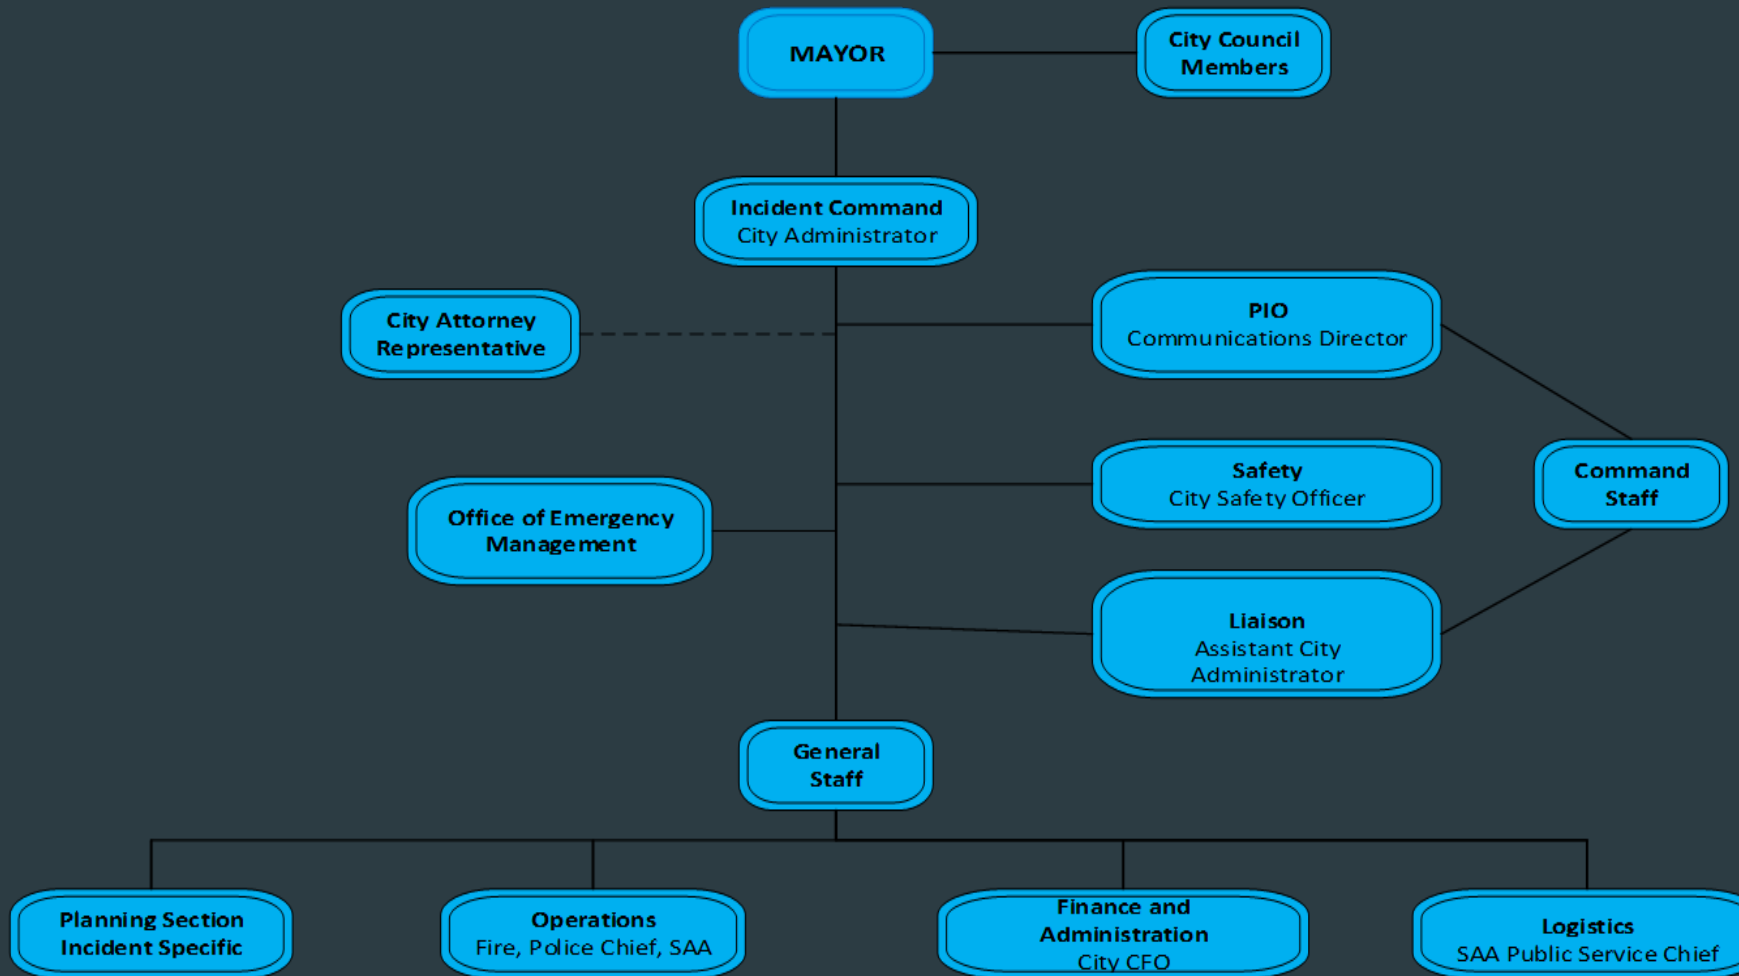 MAYOR
City Council
Members
Incident Command
City Administrator
City Attorney
Representative
PIO
Communications Director
Safety
City Safety Officer
Command
Staff
Office of Emergency
Management
Liaison
Assistant City
Administrator
General
Staff
Planning Section
Incident Specific
Operations
Fire, Police Chief, SAA
Finance and
Administration
City CFO
Logistics
SAA Public Service Chief